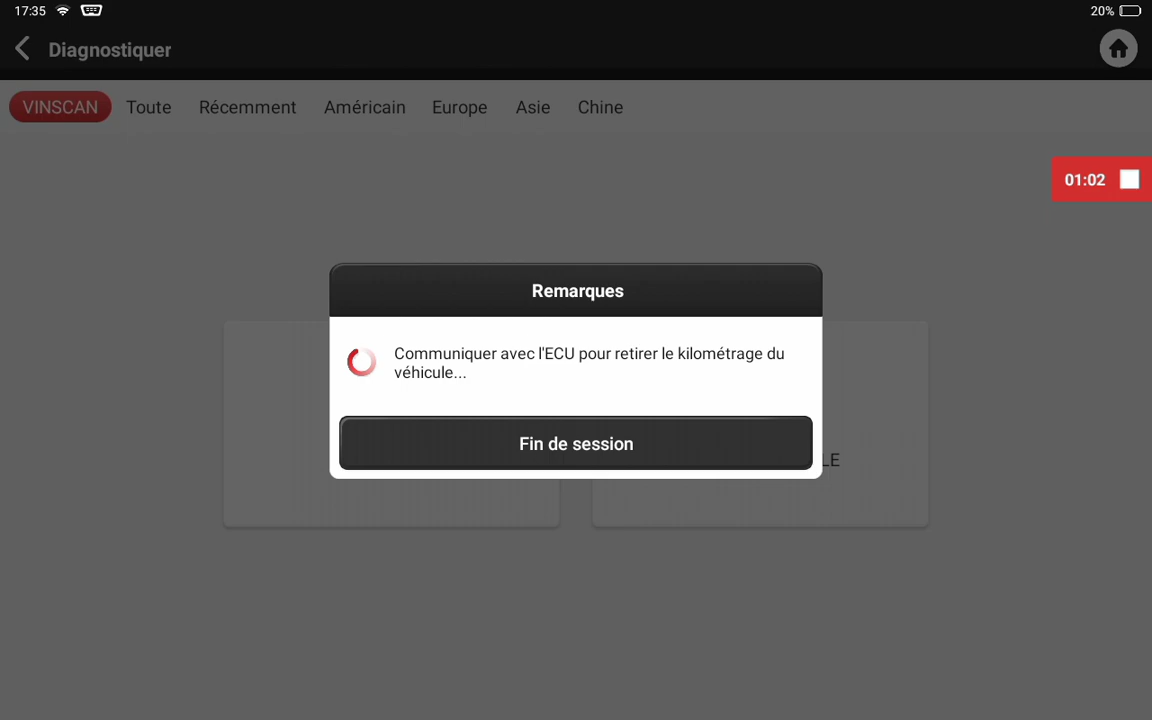 17:35
20%
Diagnostiquer
VINSCAN Toute Récemment Américain Europe Asie Chine
01:02
Remarques
Communiquer avec l'ECU pour retirer le kilométrage du
véhicule...
Fin de session
LE